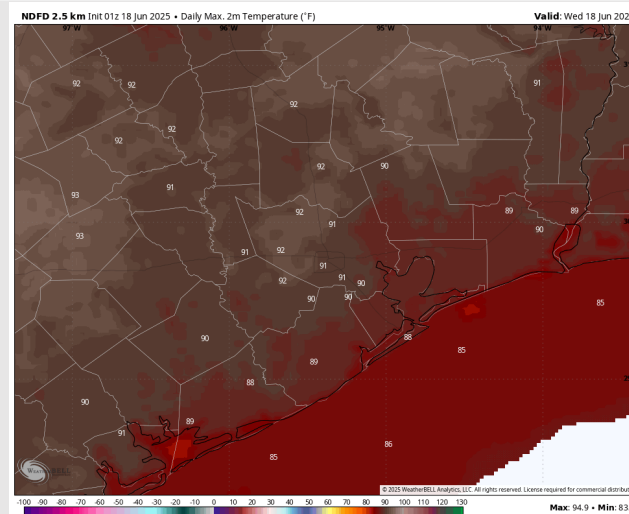 NDFD 2.5 km Init 01z 18 Jun 2025 • Daily Max. 2m Temperature (°F)
Valid: Wed 18 Jun 202
97 W 96 W 95 W 94 W
92 92 91
92
92 92
92 90
91
93
92 89 89
91 90
93
91 92
91
92 91 90
90 90 85
90 88
85
89
88
90
89
91
86
85
WeatherBELL
© 2025 WeatherBELL Analytics, LLC. All rights reserved. License required for commercial distribut
-100 -90 -80 -70 -60 -50 -40 -30 -20 -10 0 10 20 30 40 50 60 70 80 90 100 110 120 130
Max: 94.9 • Min: 83